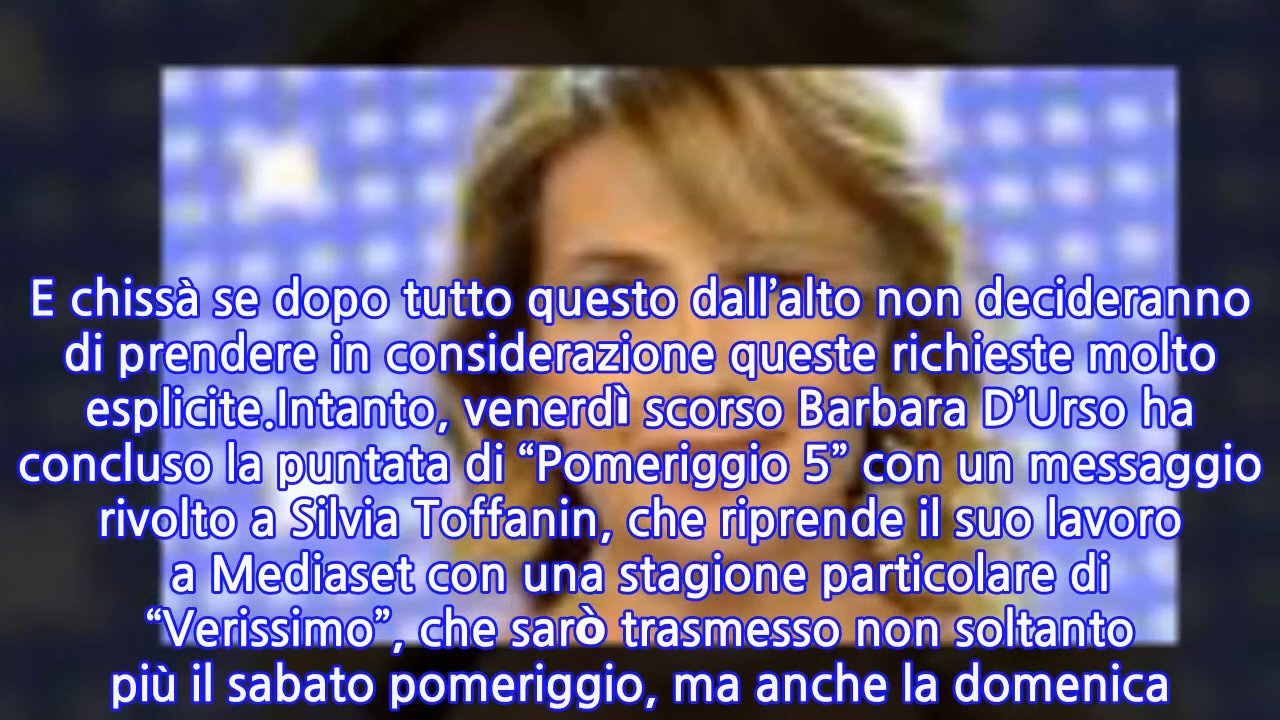 E chissà se dopo tutto questo dall’alto non decideranno
di prendere in considerazione queste richieste molto
esplicite.Intanto, venerdì scorso Barbara D’Urso ha
concluso la puntata di “Pomeriggio 5” con un messaggio
rivolto a Silvia Toffanin, che riprende il suo lavoro
a Mediaset con una stagione particolare di
“Verissimo”, che sarò trasmesso non soltanto
più il sabato pomeriggio, ma anche la domenica